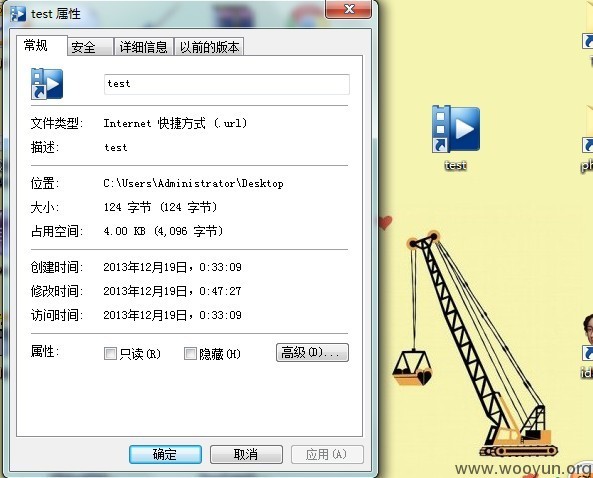 test 属性
常规 安全 详细信息 以前的版本
test
文件类型: Internet 快捷方式 (.url)
描述: test
位置: C:\Users\Administrator\Desktop
大小: 124 字节 (124 字节)
占用空间: 4.00 KB (4,096 字节)
创建时间: 2013年12月19日, 0:33:09
修改时间: 2013年12月19日, 0:47:27
访问时间: 2013年12月19日, 0:33:09
属性: 只读(R) 隐藏(H) 高级(D)...
确定 取消 应用(A)
test
www.wooyun.org